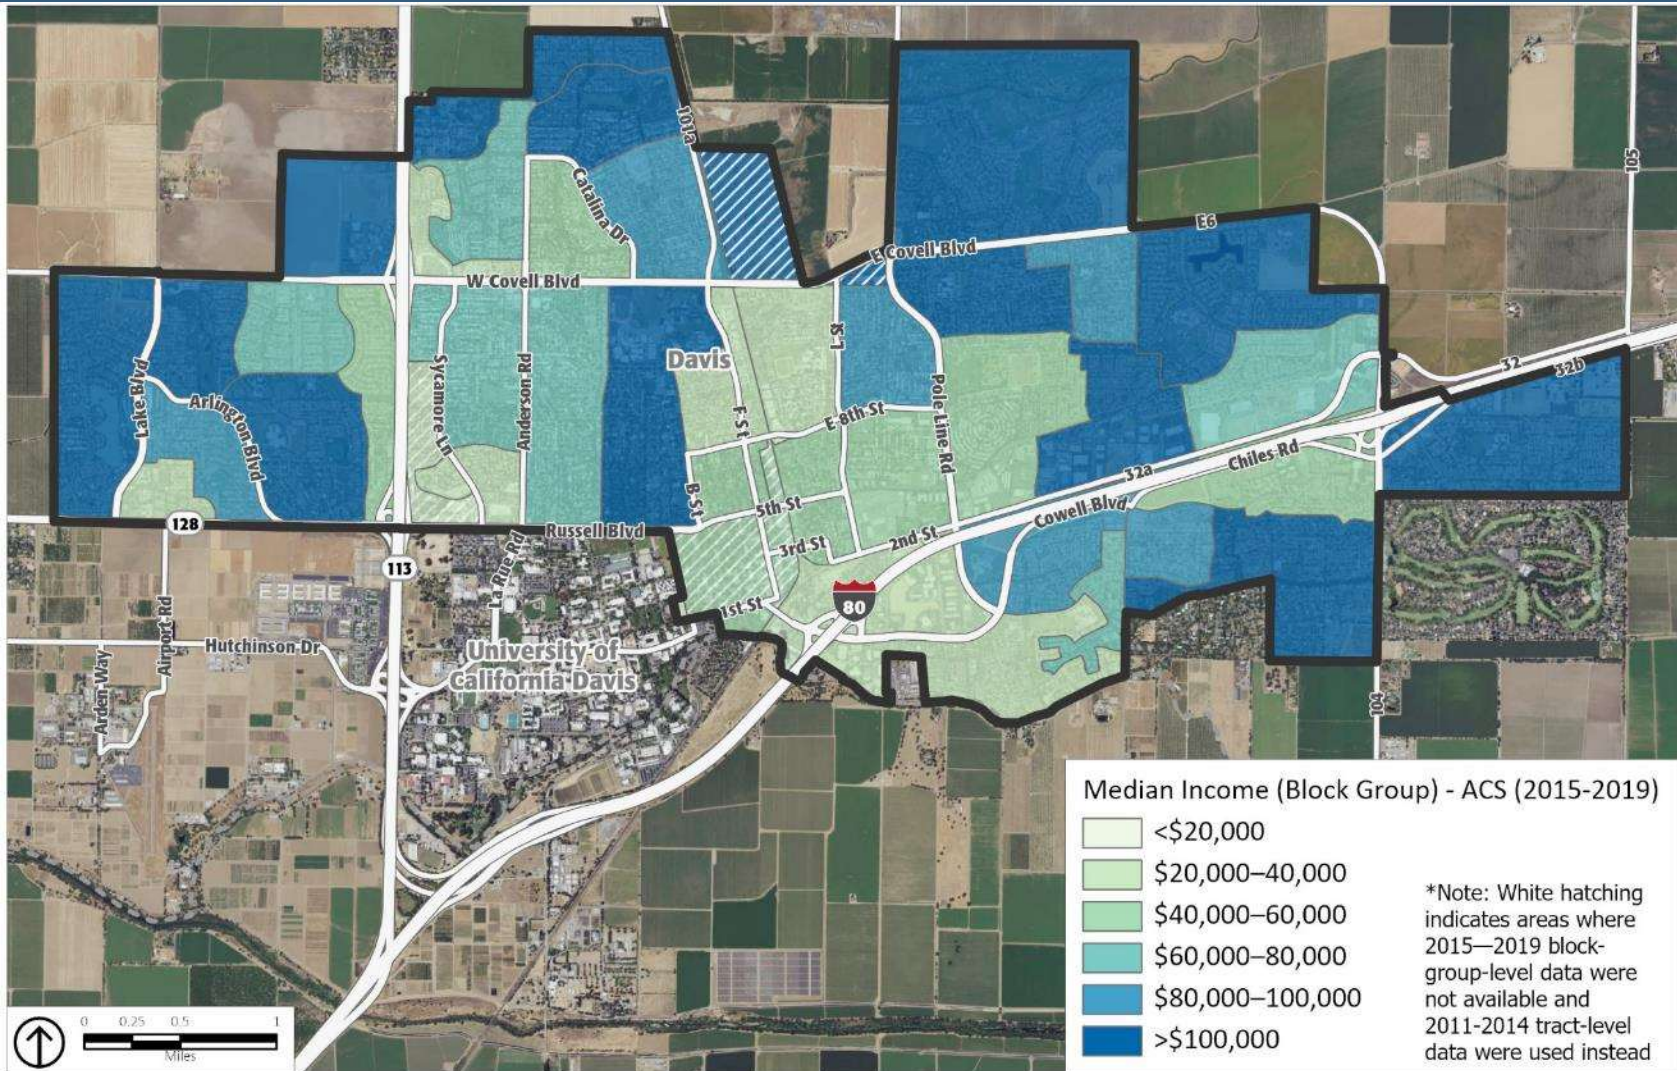 101a
105
Catalina Dr
E6
E Covell Blvd
W Covell Blvd
L St
Davis
Sycamore Ln
Anderson Rd
Lake Blvd
Arlington Blvd
F St
E 8th St
Pole Line Rd
32
32b
32a
Chiles Rd
B St
5th St
Cowell Blvd
128
Russell Blvd
2nd St
3rd St
113
La Rue Rd
80
1st St
Airport Rd
Hutchinson Dr
University of
California Davis
Arden Way
104
Median Income (Block Group) - ACS (2015-2019)
<$20,000
$20,000–40,000
$40,000–60,000
$60,000–80,000
$80,000–100,000
>$100,000
*Note: White hatching
indicates areas where
2015—2019 block-
group-level data were
not available and
2011-2014 tract-level
data were used instead
0 0.25 0.5 1
Miles